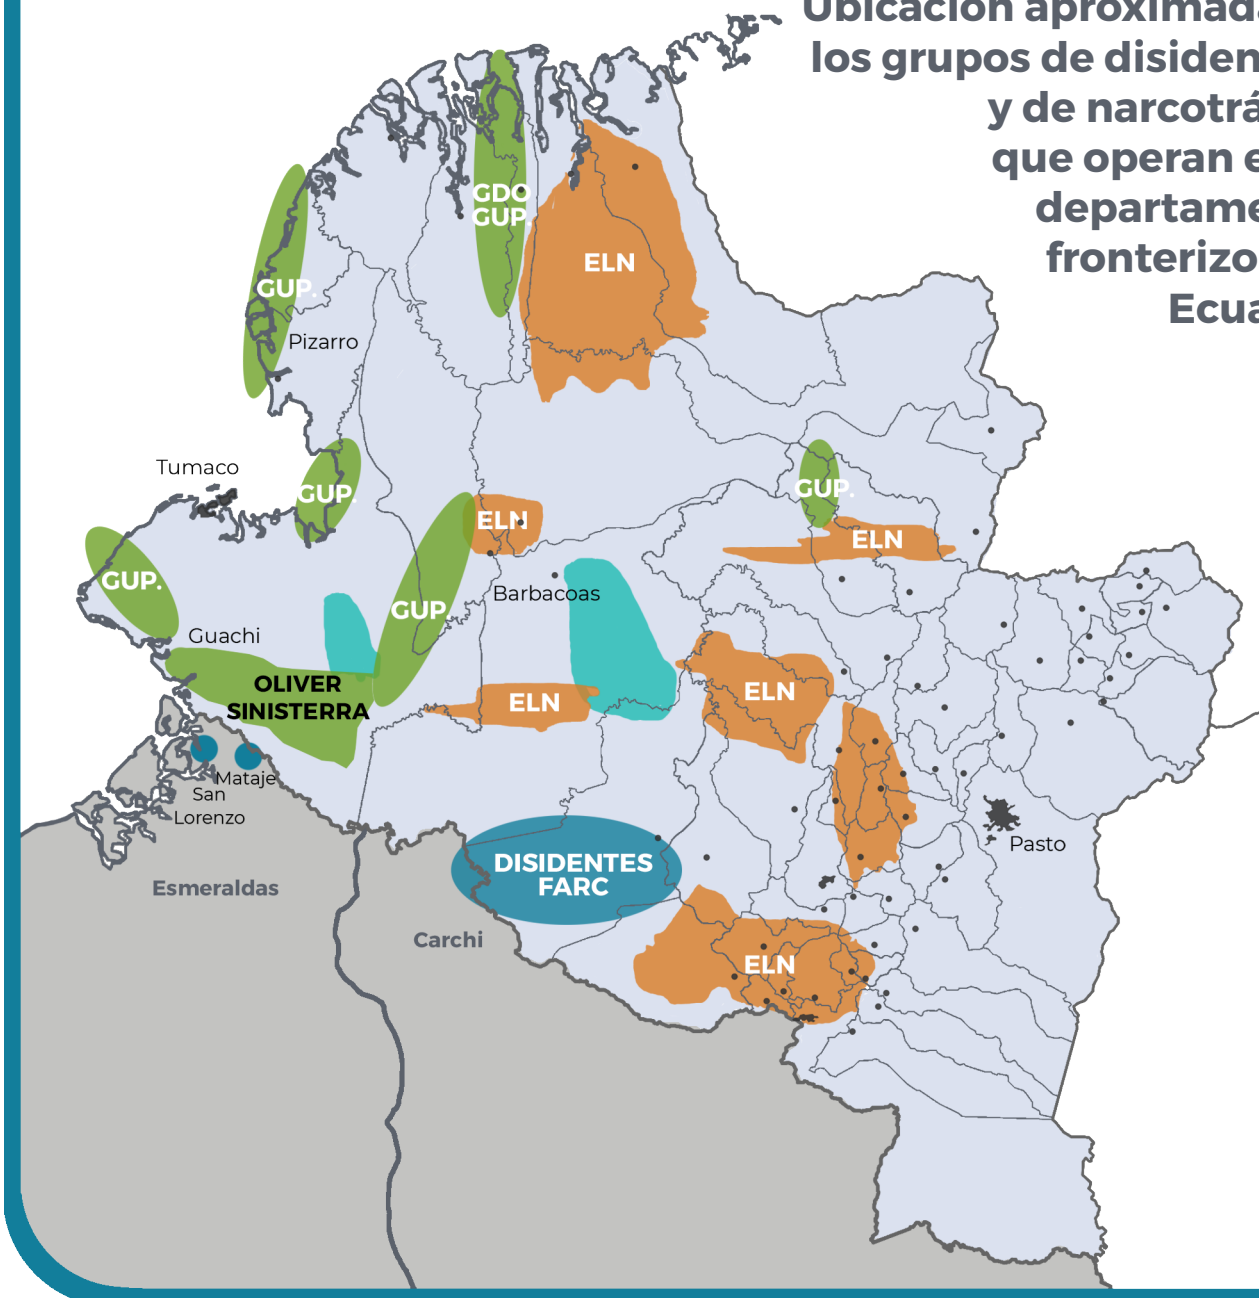 Ubicación aproximada
los grupos de disiden
y de narcotrá
que operan e
departame
fronterizo
Ecua
GDO
GUP.
ELN
GUP.
Pizarro
Tumaco
GUP.
GUP.
ELN
ELN
GUP.
Barbacoas
GUP
Guachi
OLIVER
SINISTERRA
ELN
ELN
Mataje
San
Lorenzo
Pasto
DISIDENTES
FARC
Esmeraldas
Carchi
ELN